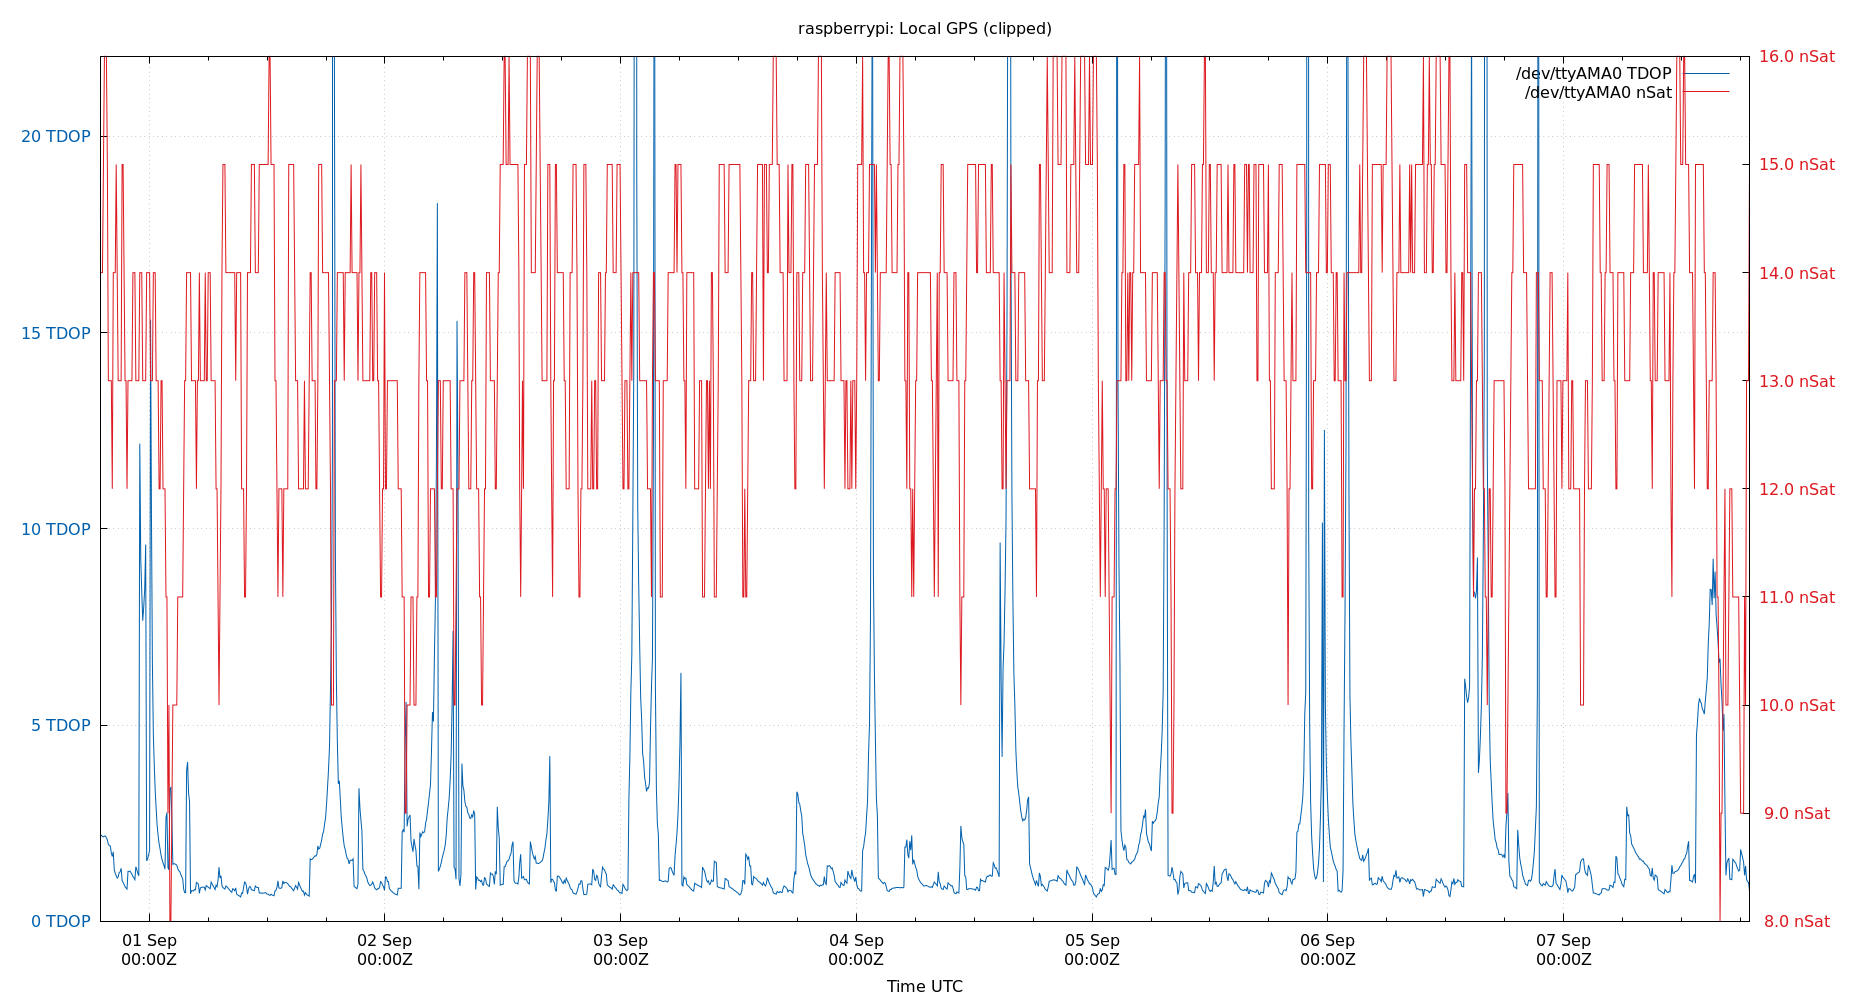 raspberrypi: Local GPS (clipped)
16.0 nSat
/dev/ttyAMA0 TDOP
/dev/ttyAMA0 nSat
20 TDOP
15.0 nSat
14.0 nSat
15 TDOP
13.0 nSat
12.0 nSat
10 TDOP
11.0 nSat
10.0 nSat
5 TDOP
9.0 nSat
0 TDOP
8.0 nSat
01 Sep 02 Sep 03 Sep 04 Sep 05 Sep 06 Sep 07 Sep
00:00Z 00:00Z 00:00Z 00:00Z 00:00Z 00:00Z 00:00Z
Time UTC